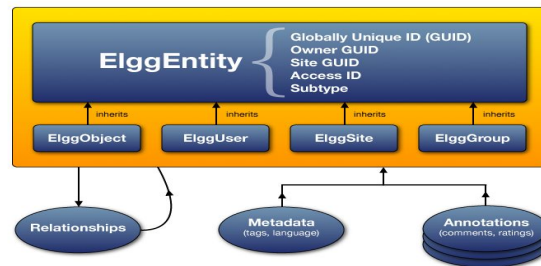 ElggEntity
Globally Unique ID (GUID)
Owner GUID
Site GUID
Access ID
Subtype
inherits
inherits
inherits
inherits
ElggObject
ElggUser
ElggSite
ElggGroup
Relationships
Metadata
(tags, language)
Annotations
(comments, ratings)